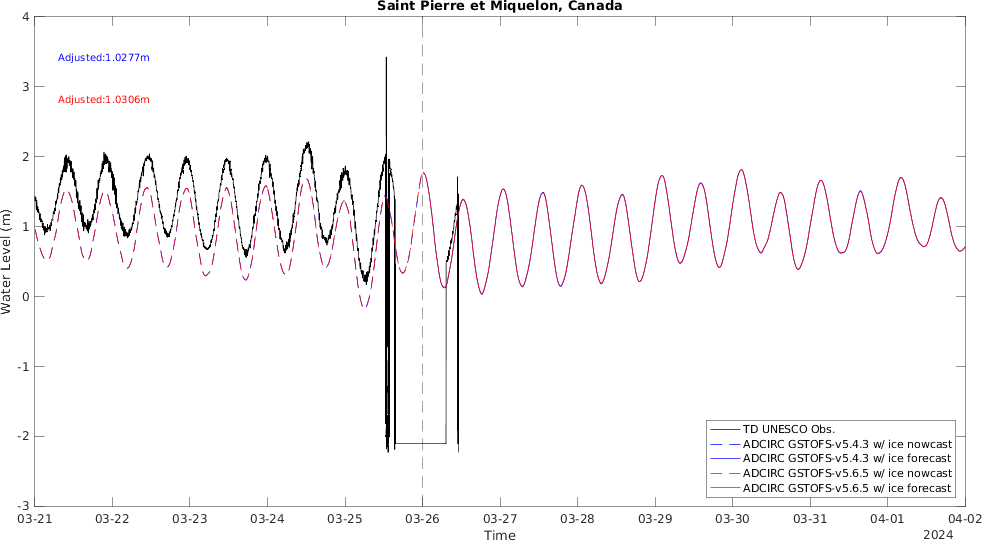 Saint Pierre et Miquelon, Canada
Adjusted:1.0277m
Adjusted:1.0306m
Water Level (m)
4
3
2
1
0
-1
-2
-3
TD UNESCO Obs.
ADCIRC GSTOFS-v5.4.3 w/ ice nowcast
ADCIRC GSTOFS-v5.4.3 w/ ice forecast
ADCIRC GSTOFS-v5.6.5 w/ ice nowcast
ADCIRC GSTOFS-v5.6.5 w/ ice forecast
03-21 03-22 03-23 03-24 03-25 03-26 03-27 03-28 03-29 03-30 03-31 04-01 04-02
Time
2024